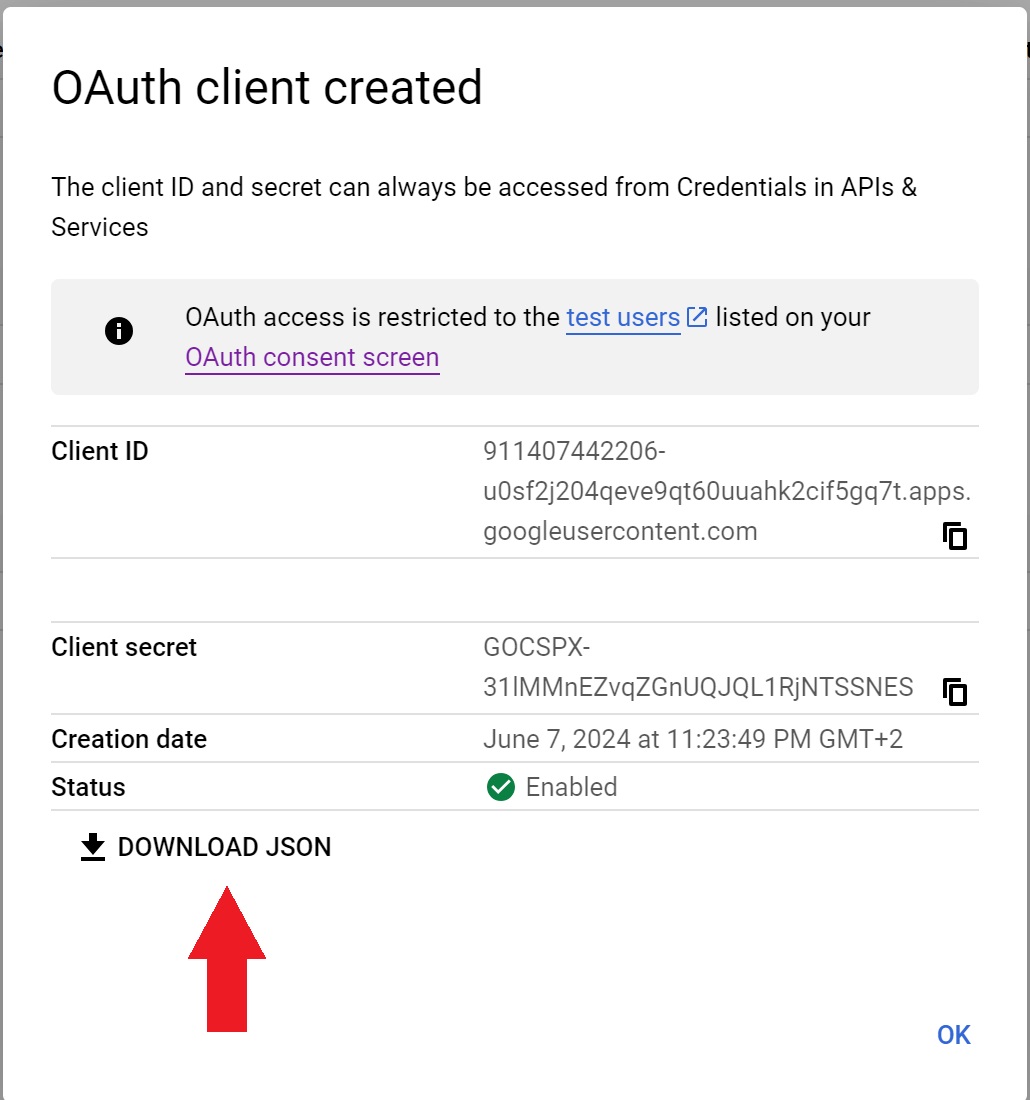 OAuth client created
The client ID and secret can always be accessed from Credentials in APIs &
Services
OAuth access is restricted to the test users listed on your
OAuth consent screen
Client ID
911407442206-
u0sf2j204qeve9qt60uuahk2cif5gq7t.apps.
googleusercontent.com
Client secret
GOCSPX-
31lMMnEZvqZGnUQJQL1RjNTSSNES
Creation date
June 7, 2024 at 11:23:49 PM GMT+2
Status
Enabled
DOWNLOAD JSON
OK